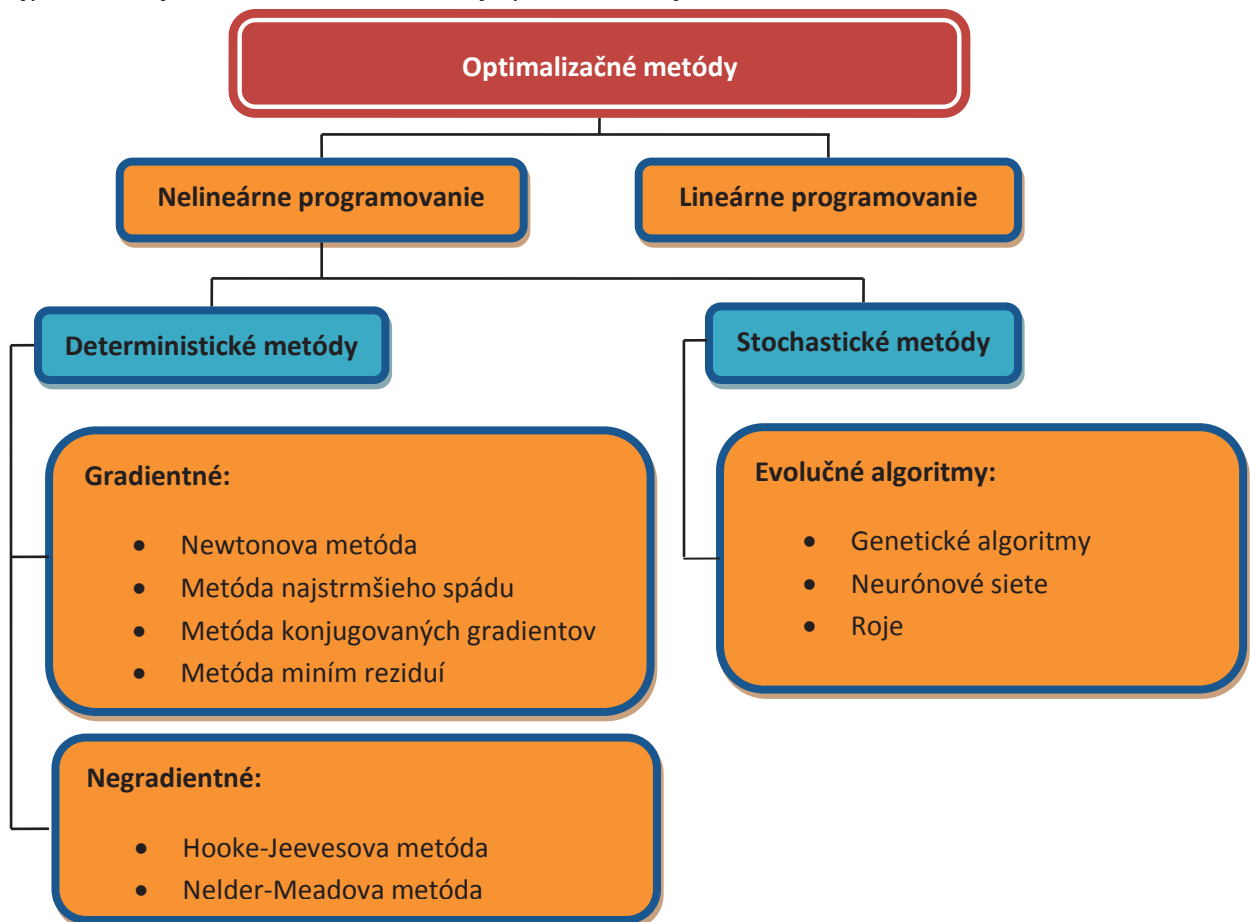 Optimalizačné metódy
Nelineárne programovanie
Lineárne programovanie
Deterministické metódy
Stochastické metódy
Gradientné:
• Newtonova metóda
• Metóda najstrmšieho spádu
• Metóda konjugovaných gradientov
• Metóda miním reziduí
Evolučné algoritmy:
• Genetické algoritmy
• Neurónové siete
• Roje
Negradientné:
• Hooke-Jeevesova metóda
• Nelder-Meadova metóda